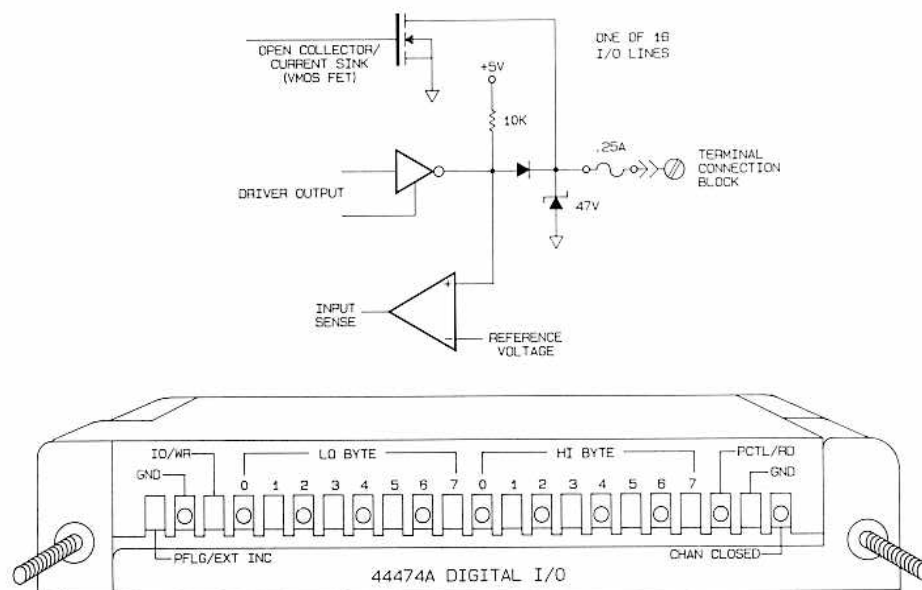 OPEN COLLECTOR/
CURRENT SINK
(VMOS FET)
ONE OF 16
I/O LINES
+5V
10K
.25A
TERMINAL
CONNECTION
BLOCK
DRIVER OUTPUT
47V
+
INPUT
SENSE
-
REFERENCE
VOLTAGE
IO/WR
LO BYTE
HI BYTE
PCTL/RD
GND
GND
0 1 2 3 4 5 6 7 0 1 2 3 4 5 6 7
PFLG/EXT INC
CHAN CLOSED
44474A DIGITAL I/O